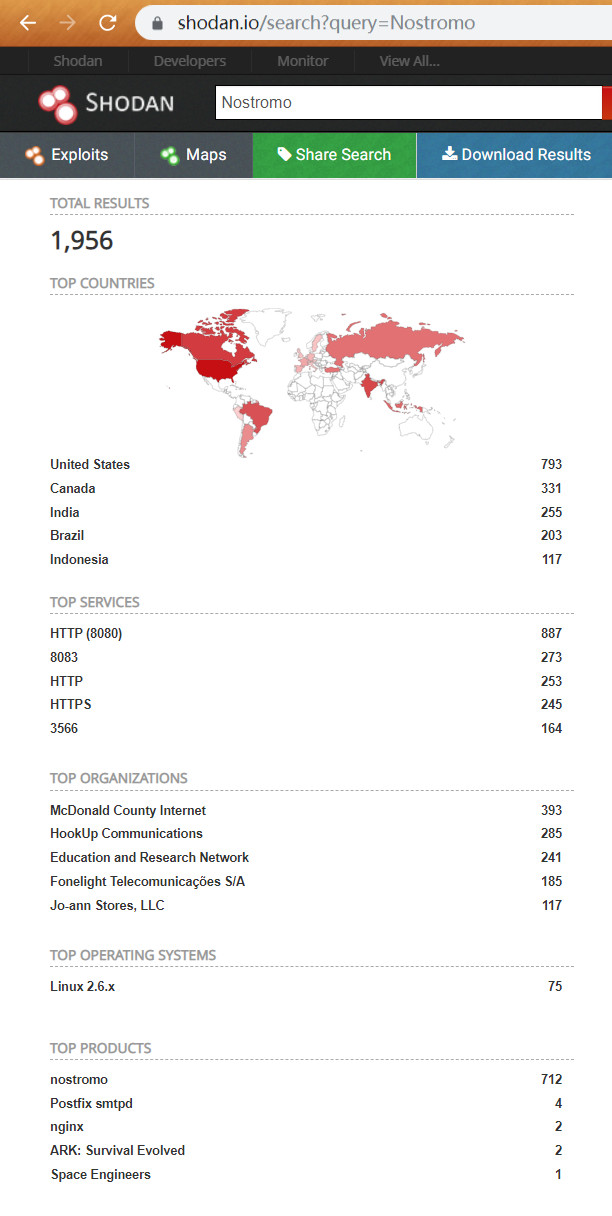 shodan.io/search?query=Nostromo
Shodan Developers Monitor View All...
SHODAN Nostromo
Exploits Maps Share Search Download Results
TOTAL RESULTS
1,956
TOP COUNTRIES
United States 793
Canada 331
India 255
Brazil 203
Indonesia 117
TOP SERVICES
HTTP (8080) 887
8083 273
HTTP 253
HTTPS 245
3566 164
TOP ORGANIZATIONS
McDonald County Internet 393
HookUp Communications 285
Education and Research Network 241
Fonelight Telecomunicações S/A 185
Jo-ann Stores, LLC 117
TOP OPERATING SYSTEMS
Linux 2.6.x 75
TOP PRODUCTS
nostromo 712
Postfix smtpd 4
nginx 2
ARK: Survival Evolved 2
Space Engineers 1